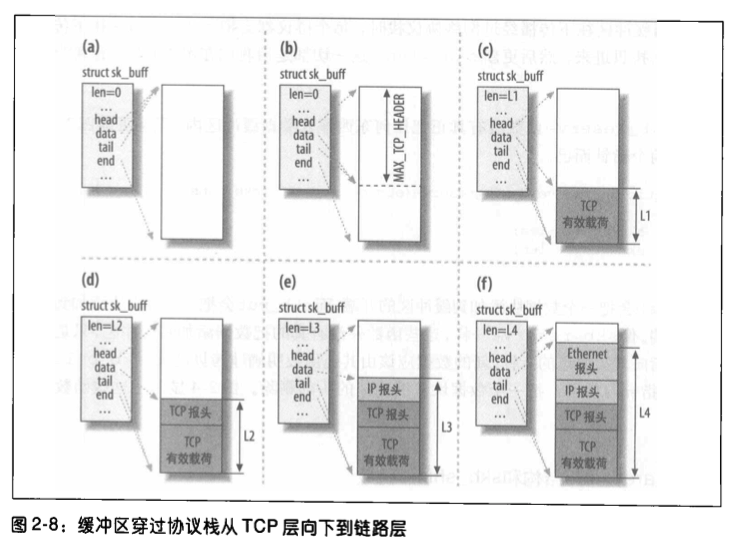 (a)
struct sk_buff
len=0
...
head
data
tail
end
...
(b)
struct sk_buff
len=0
...
head
data
tail
end
...
MAX_TCP_HEADER
(c)
struct sk_buff
len=L1
...
head
data
tail
end
...
TCP
有效载荷
L1
(d)
struct sk_buff
len=L2
...
head
data
tail
end
...
TCP 报头
TCP
有效载荷
L2
(e)
struct sk_buff
len=L3
...
head
data
tail
end
...
IP 报头
TCP 报头
TCP
有效载荷
L3
(f)
struct sk_buff
len=L4
...
head
data
tail
end
...
Ethernet
报头
IP 报头
TCP 报头
TCP
有效载荷
L4
图 2-8：缓冲区穿过协议栈从 TCP 层向下到链路层